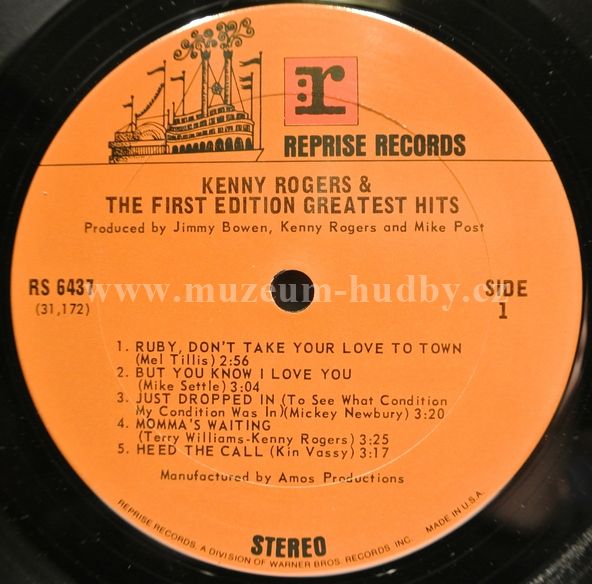 r
REPRISE RECORDS
KENNY ROGERS &
THE FIRST EDITION GREATEST HITS
Produced by Jimmy Bowen, Kenny Rogers and Mike Post
RS 6437
(31,172)
www.muzeum-hudby.cz
SIDE
1
1. RUBY, DON'T TAKE YOUR LOVE TO TOWN
(Mel Tillis) 2:56
2. BUT YOU KNOW I LOVE YOU
(Mike Settle) 3:04
3. JUST DROPPED IN (To See What Condition
My Condition Was In)(Mickey Newbury) 3:20
4. MOMMA'S WAITING
(Terry Williams-Kenny Rogers) 3:25
5. HEED THE CALL (Kin Vassy) 3:17
Manufactured by Amos Productions
STEREO
REPRISE RECORDS, A DIVISION OF WARNER BROS. RECORDS, INC. MADE IN U.S.A.